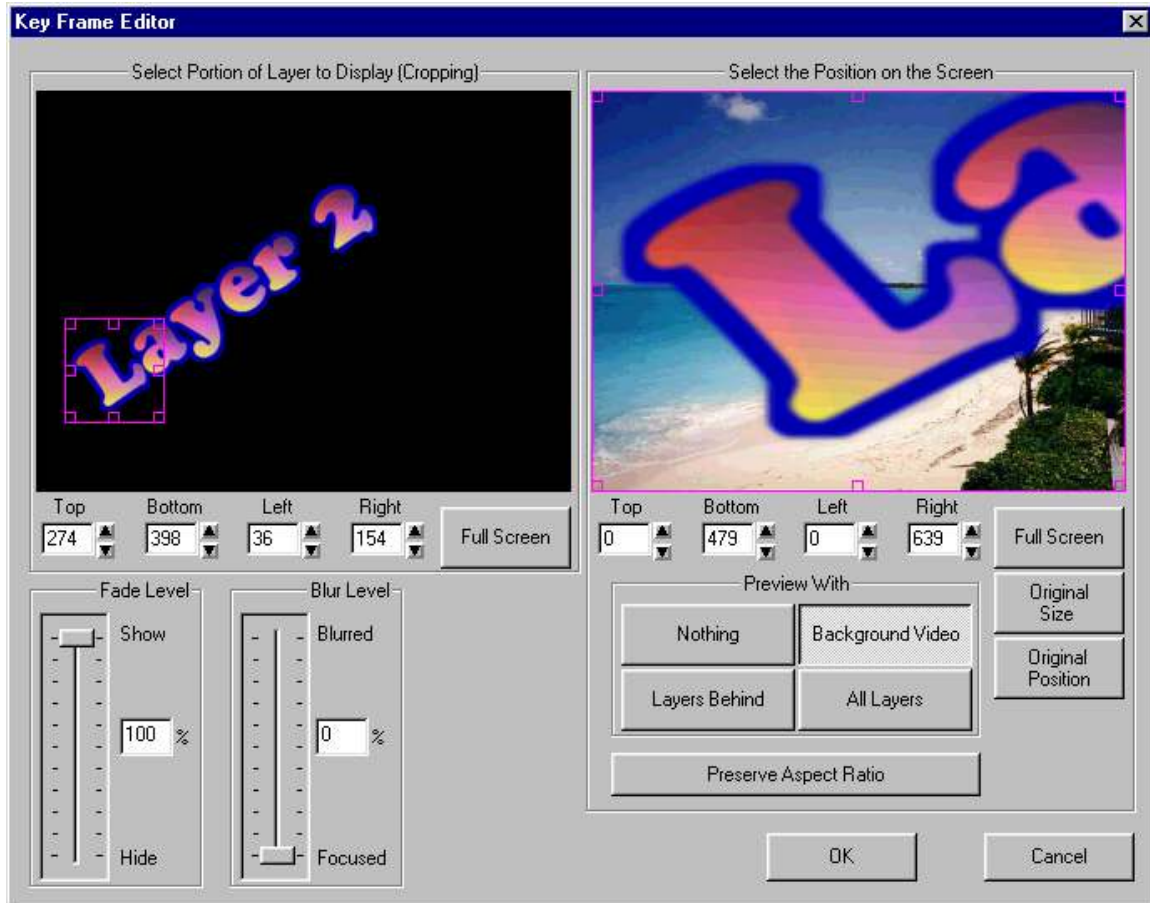 Key Frame Editor
Select Portion of Layer to Display (Cropping)
Layer 2
Top Bottom Left Right
274 398 36 154 Full Screen
Fade Level
Show
100 %
Hide
Blur Level
Blurred
0 %
Focused
Select the Position on the Screen
La
Top Bottom Left Right
0 479 0 639 Full Screen
Original
Size
Original
Position
Preview With
Nothing Background Video
Layers Behind All Layers
Preserve Aspect Ratio
OK Cancel